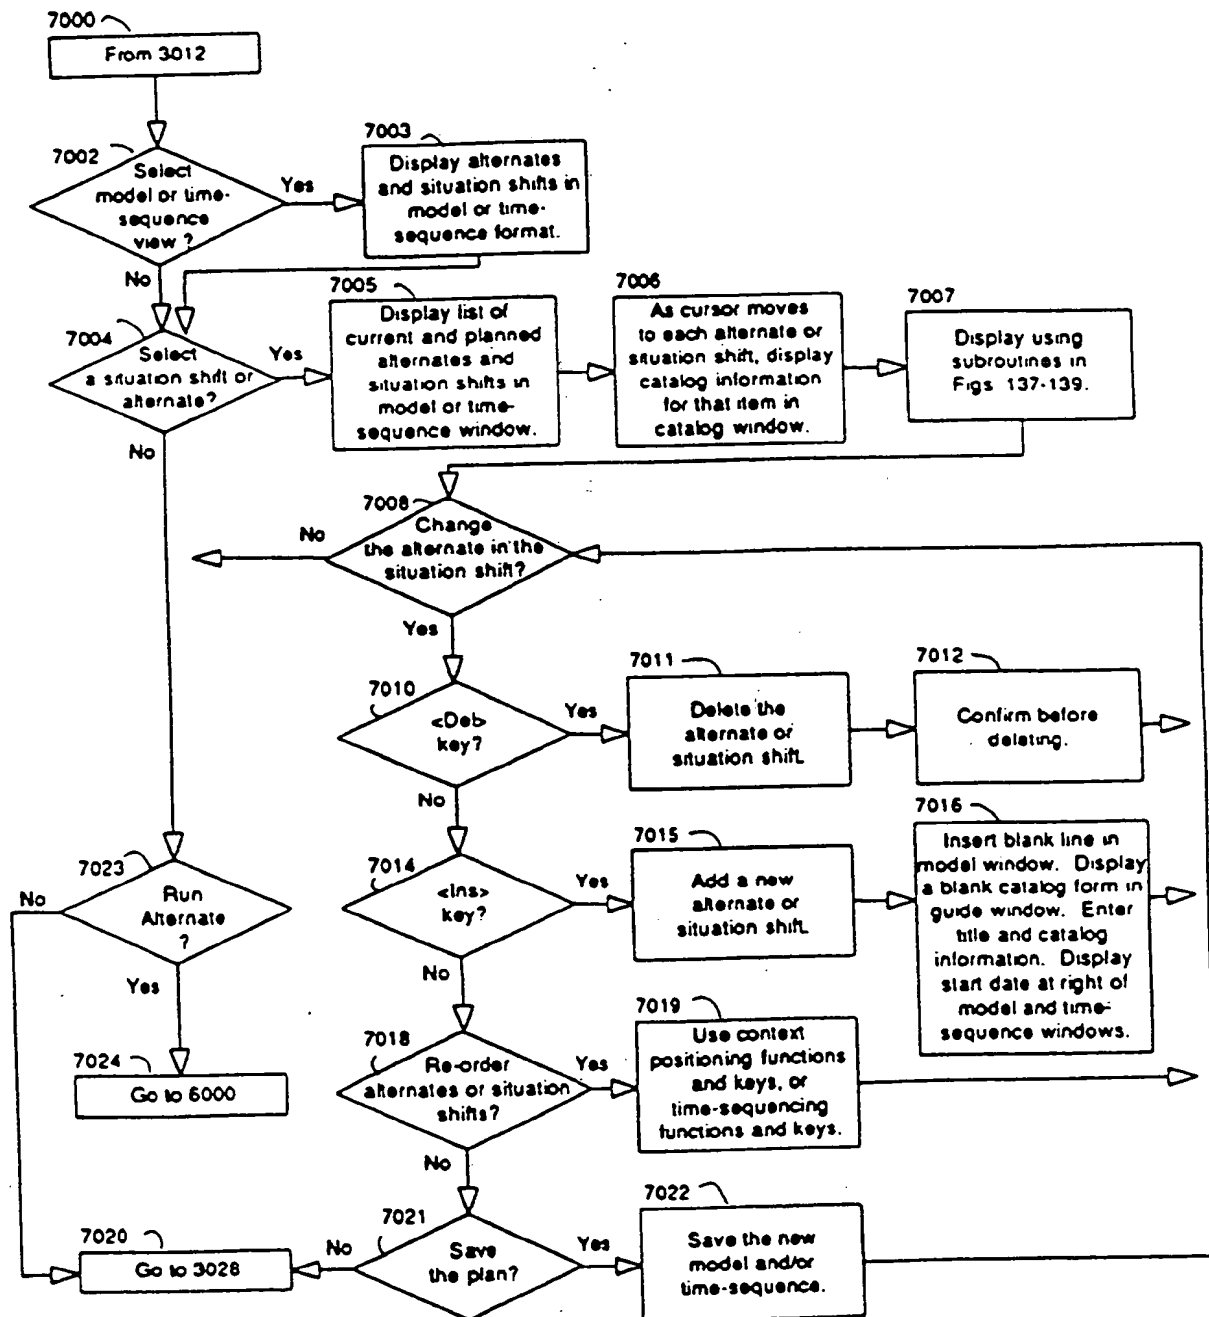 7000
From 3012
7002
Select
model or time-
sequence
view ?
Yes
No
7003
Display alternates
and situation shifts in
model or time-
sequence format.
7004
Select
a situation shift or
alternate?
Yes
No
7005
Display list of
current and planned
alternates and
situation shifts in
model or time-
sequence window.
7006
As cursor moves
to each alternate or
situation shift, display
catalog information
for that item in
catalog window.
7007
Display using
subroutines in
Figs 137-139.
7008
Change
the alternate in the
situation shift?
No
Yes
7010
<Del>
key?
Yes
No
7011
Delete the
alternate or
situation shift.
7012
Confirm before
deleting.
7014
<Ins>
key?
Yes
No
7015
Add a new
alternate or
situation shift.
7016
Insert blank line in
model window. Display
a blank catalog form in
guide window. Enter
title and catalog
information. Display
start date at right of
model and time-
sequence windows.
7023
Run
Alternate
?
No
Yes
7024
Go to 6000
7018
Re-order
alternates or situation
shifts?
Yes
No
7019
Use context
positioning functions
and keys, or
time-sequencing
functions and keys.
7020
Go to 3028
7021
Save
the plan?
No
Yes
7022
Save the new
model and/or
time-sequence.